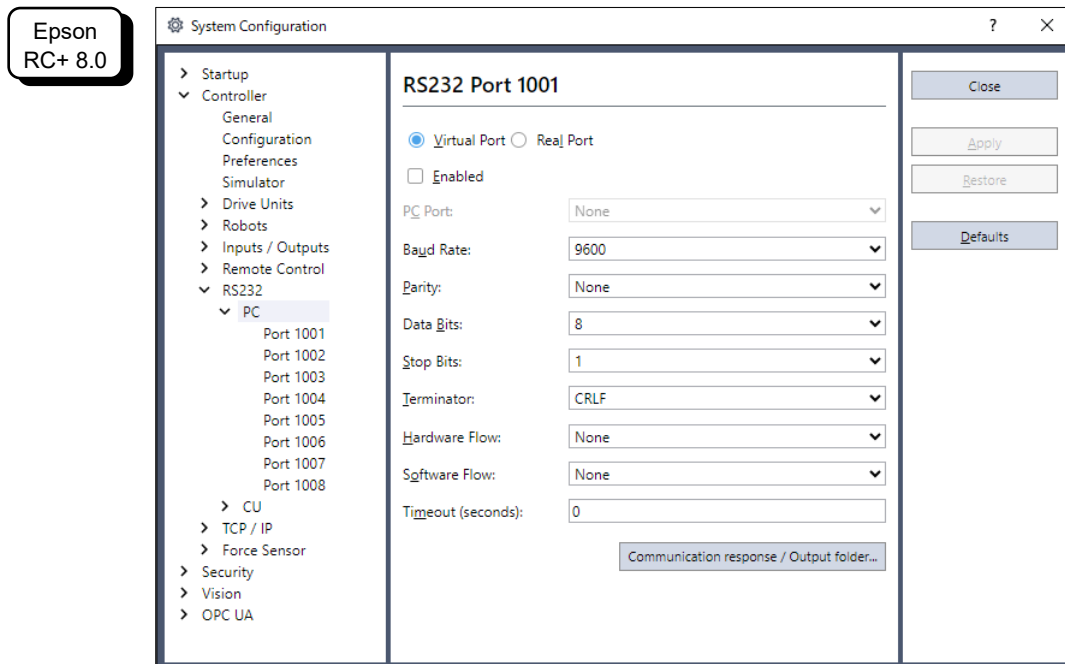 Epson
RC+ 8.0
System Configuration
?
Startup
Controller
General
Configuration
Preferences
Simulator
Drive Units
Robots
Inputs / Outputs
Remote Control
RS232
PC
Port 1001
Port 1002
Port 1003
Port 1004
Port 1005
Port 1006
Port 1007
Port 1008
CU
TCP / IP
Force Sensor
Security
Vision
OPC UA
RS232 Port 1001
Virtual Port Real Port
Enabled
PC Port: None
Baud Rate: 9600
Parity: None
Data Bits: 8
Stop Bits: 1
Terminator: CRLF
Hardware Flow: None
Software Flow: None
Timeout (seconds): 0
Communication response / Output folder...
Close
Apply
Restore
Defaults